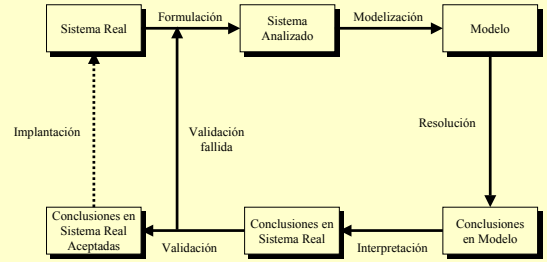 Sistema Real
Formulación
Sistema
Analizado
Modelización
Modelo
Implantación
Validación
fallida
Resolución
Conclusiones en
Sistema Real
Aceptadas
Validación
Conclusiones en
Sistema Real
Interpretación
Conclusiones
en Modelo